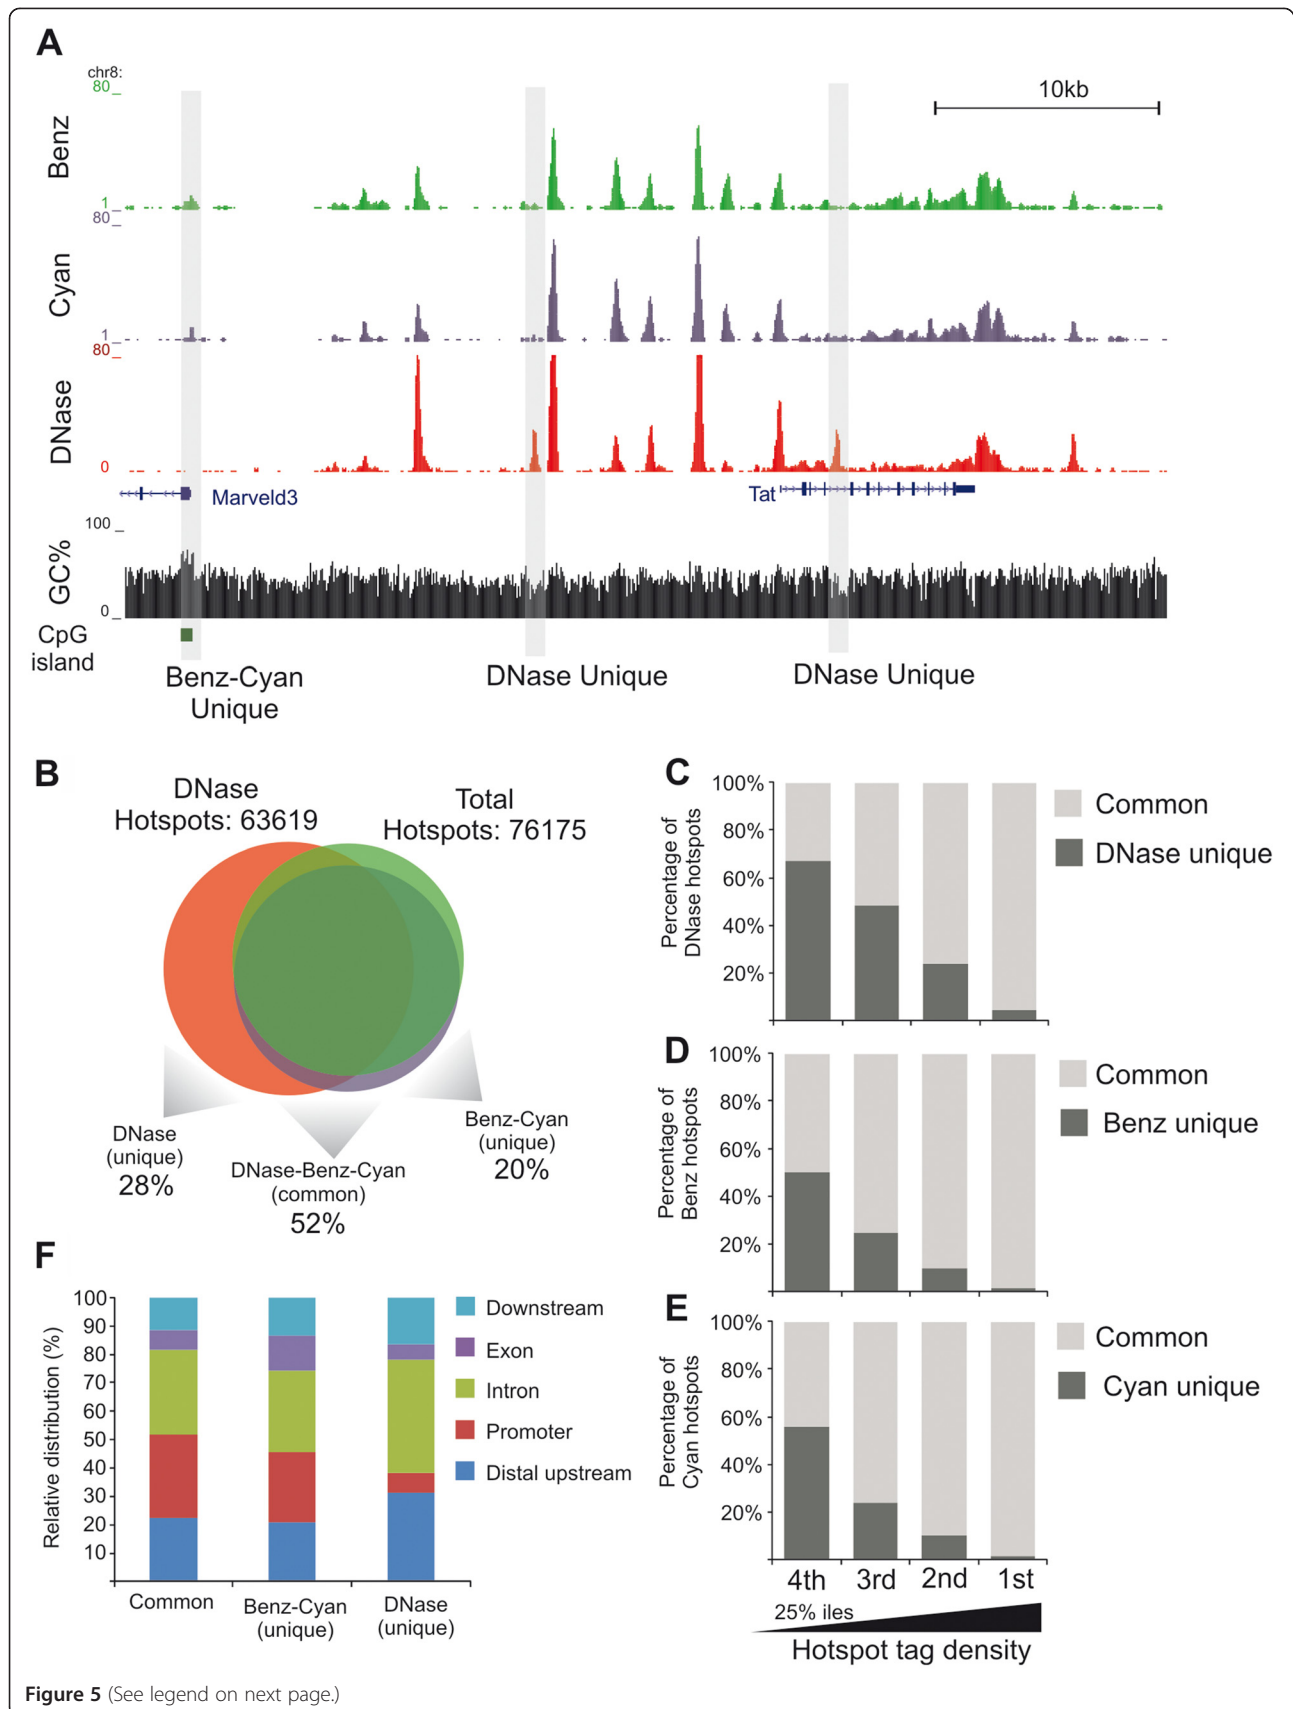 A
chr8:
80
10kb
Benz
1
80
Cyan
1
80
DNase
0
Marveld3
Tat
100
GC%
0
CpG
island
Benz-Cyan
Unique
DNase Unique
DNase Unique
B
DNase
Hotspots: 63619
Total
Hotspots: 76175
DNase
(unique)
28%
DNase-Benz-Cyan
(common)
52%
Benz-Cyan
(unique)
20%
C
Percentage of
DNase hotspots
100%
80%
60%
40%
20%
Common
DNase unique
D
Percentage of
Benz hotspots
100%
80%
60%
40%
20%
Common
Benz unique
E
Percentage of
Cyan hotspots
100%
80%
60%
40%
20%
Common
Cyan unique
4th 3rd 2nd 1st
25% iles
Hotspot tag density
F
Relative distribution (%)
100
90
80
70
60
50
40
30
20
10
Downstream
Exon
Intron
Promoter
Distal upstream
Common
Benz-Cyan
(unique)
DNase
(unique)
Figure 5 (See legend on next page.)